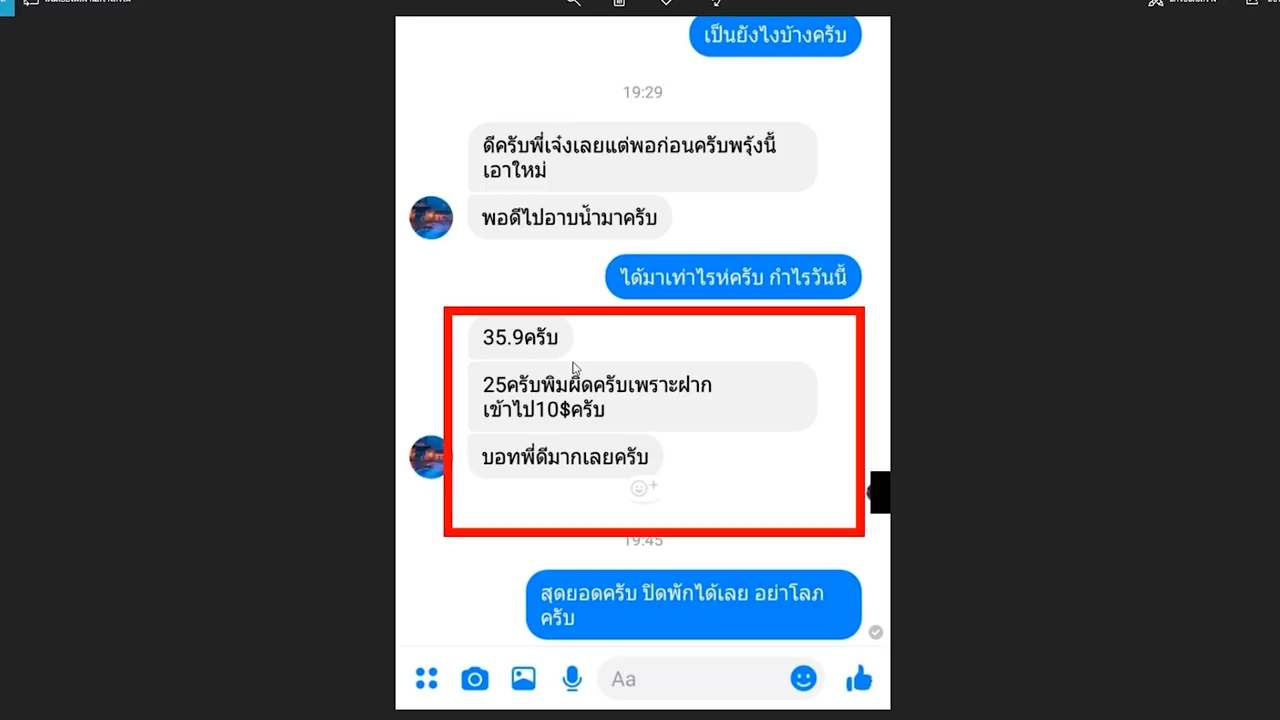 เป็นยังไงบ้างครับ
19:29
ดีครับพี่เจ๋งเลยแต่พอก่อนครับพรุ้งนี้
เอาใหม่
พอดีไปอาบน้ำมาครับ
ได้มาเท่าไรห่ครับ กำไรวันนี้
35.9ครับ
25ครับพิมผิดครับเพราะฝาก
เข้าไป10$ครับ
บอทพี่ดีมากเลยครับ
19:45
สุดยอดครับ ปิดพักได้เลย อย่าโลภ
ครับ
Aa